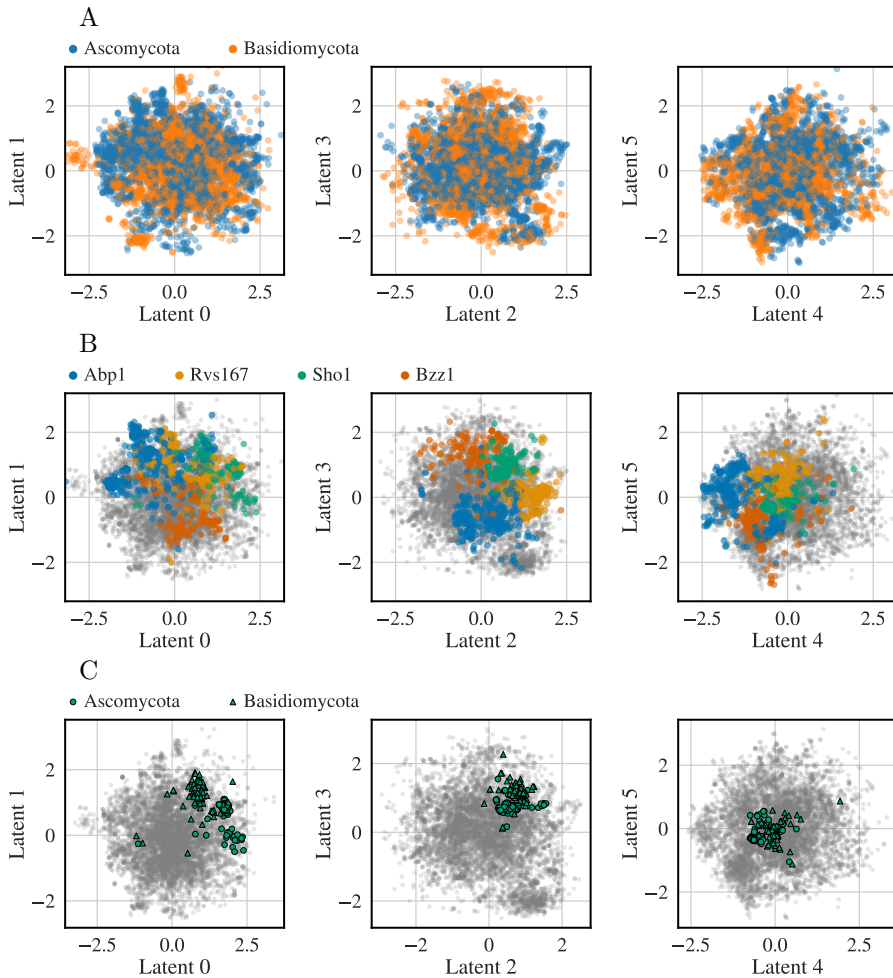 A
Ascomycota Basidiomycota
Latent 1 2 0 −2
Latent 3 2 0 −2
Latent 5 2 0 −2
−2.5 0.0 2.5 −2.5 0.0 2.5 −2.5 0.0 2.5
Latent 0 Latent 2 Latent 4
B
Abp1 Rvs167 Sho1 Bzz1
Latent 1 2 0 −2
Latent 3 2 0 −2
Latent 5 2 0 −2
−2.5 0.0 2.5 −2.5 0.0 2.5 −2.5 0.0 2.5
Latent 0 Latent 2 Latent 4
C
Ascomycota Basidiomycota
Latent 1 2 0 −2
Latent 3 2 0 −2
Latent 5 2 0 −2
−2.5 0.0 2.5 −2 0 2 −2.5 0.0 2.5
Latent 0 Latent 2 Latent 4